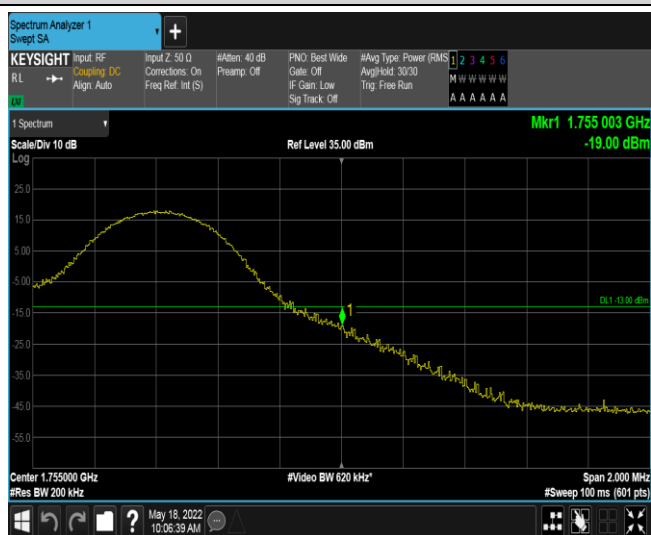 Spectrum Analyzer 1
Swept SA
KEYSIGHT
RL
Input: RF
Coupling: DC
Align: Auto
Input Z: 50 Ω
Corrections: On
Freq Ref: Int (S)
#Atten: 40 dB
Preamp: Off
PNO: Best Wide
Gate: Off
IF Gain: Low
Sig Track: Off
#Avg Type: Power (RMS
Avg|Hold: 30/30
Trig: Free Run
1 2 3 4 5 6
M W W W W W
A A A A A A
1 Spectrum
Scale/Div 10 dB
Ref Level 35.00 dBm
Mkr1 1.755 003 GHz
-19.00 dBm
Log
25.0
15.0
5.00
-5.00
DL1 -13.00 dBm
1
-15.0
-25.0
-35.0
-45.0
-55.0
Center 1.755000 GHz
#Video BW 620 kHz*
Span 2.000 MHz
#Res BW 200 kHz
#Sweep 100 ms (601 pts)
May 18, 2022
10:06:39 AM